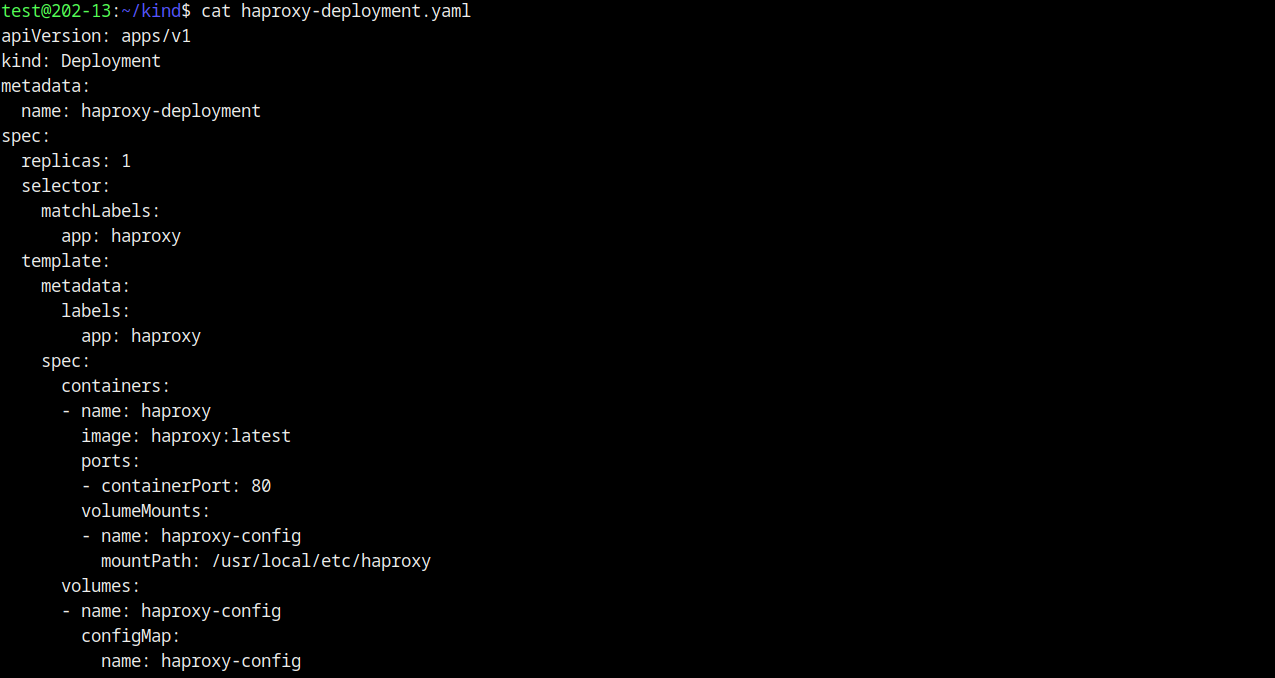 test@202-13:~/kind$ cat haproxy-deployment.yaml
apiVersion: apps/v1
kind: Deployment
metadata:
  name: haproxy-deployment
spec:
  replicas: 1
  selector:
    matchLabels:
      app: haproxy
  template:
    metadata:
      labels:
        app: haproxy
    spec:
      containers:
      - name: haproxy
        image: haproxy:latest
        ports:
        - containerPort: 80
        volumeMounts:
        - name: haproxy-config
          mountPath: /usr/local/etc/haproxy
      volumes:
      - name: haproxy-config
        configMap:
          name: haproxy-config